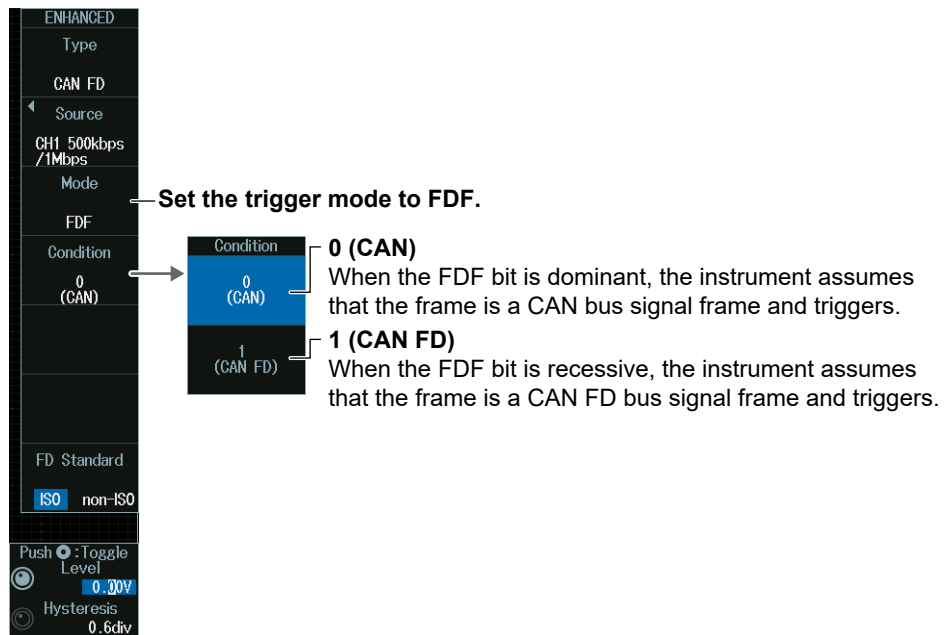 ENHANCED
Type
CAN FD
Source
CH1 500kbps
/1Mbps
Mode
FDF
Condition
0
(CAN)
FD Standard
ISO non-ISO
Push :Toggle
Level
0.00V
Hysteresis
0.6div
Set the trigger mode to FDF.
Condition
0
(CAN)
1
(CAN FD)
0 (CAN)
When the FDF bit is dominant, the instrument assumes
that the frame is a CAN bus signal frame and triggers.
1 (CAN FD)
When the FDF bit is recessive, the instrument assumes
that the frame is a CAN FD bus signal frame and triggers.